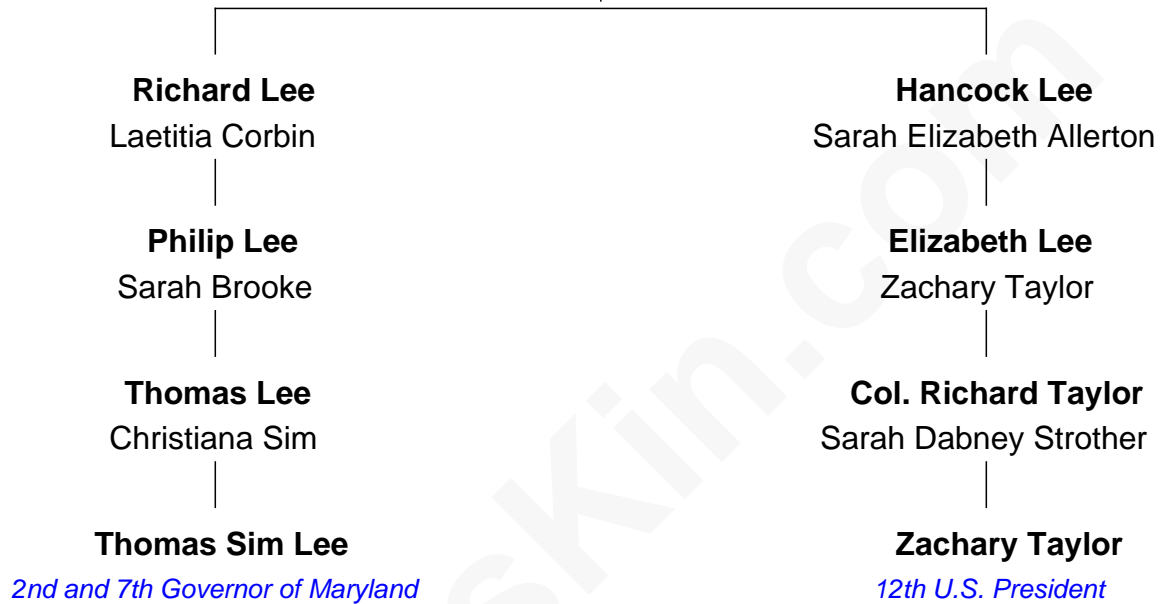 Richard Lee
Laetitia Corbin
Philip Lee
Sarah Brooke
Thomas Lee
Christiana Sim
Thomas Sim Lee
2nd and 7th Governor of Maryland
Hancock Lee
Sarah Elizabeth Allerton
Elizabeth Lee
Zachary Taylor
Col. Richard Taylor
Sarah Dabney Strother
Zachary Taylor
12th U.S. President
sKin.com